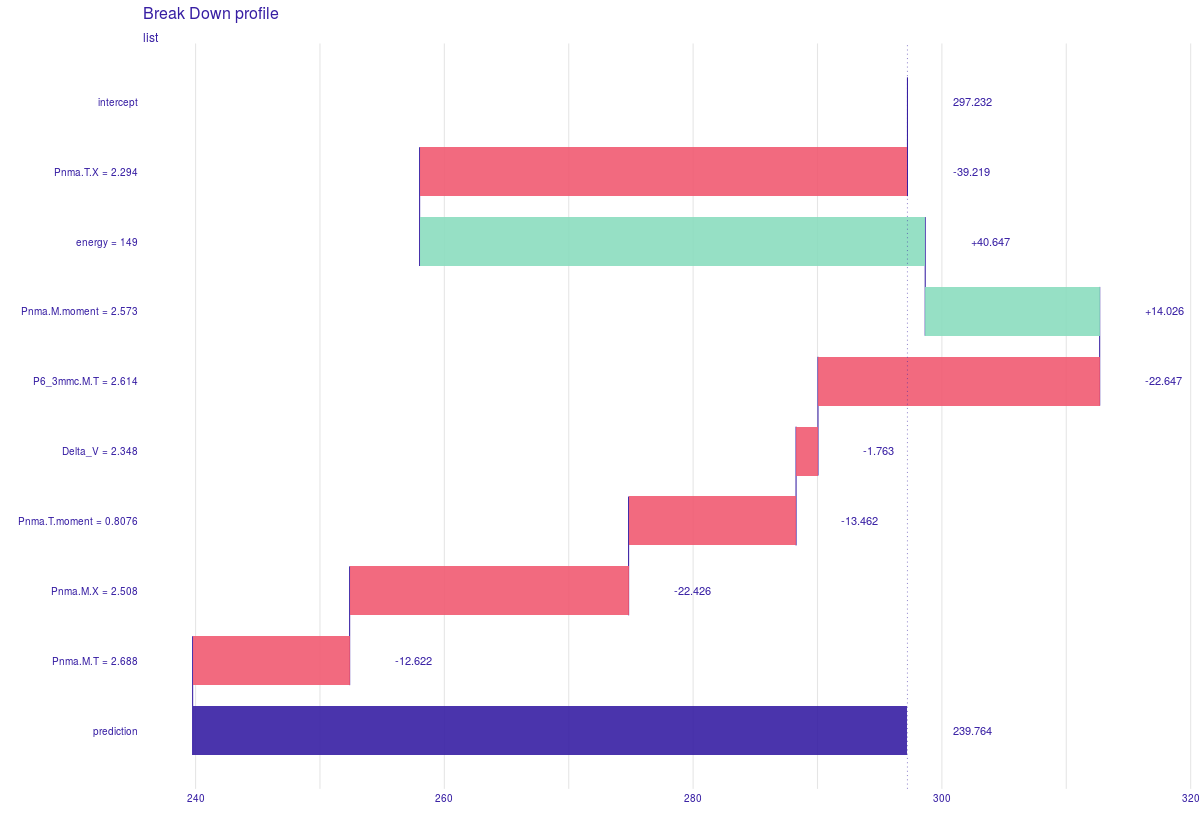 Break Down profile
list
intercept 297.232
Pnma.T.X = 2.294 -39.219
energy = 149 +40.647
Pnma.M.moment = 2.573 +14.026
P6_3mmc.M.T = 2.614 -22.647
Delta_V = 2.348 -1.763
Pnma.T.moment = 0.8076 -13.462
Pnma.M.X = 2.508 -22.426
Pnma.M.T = 2.688 -12.622
prediction 239.764
240 260 280 300 320